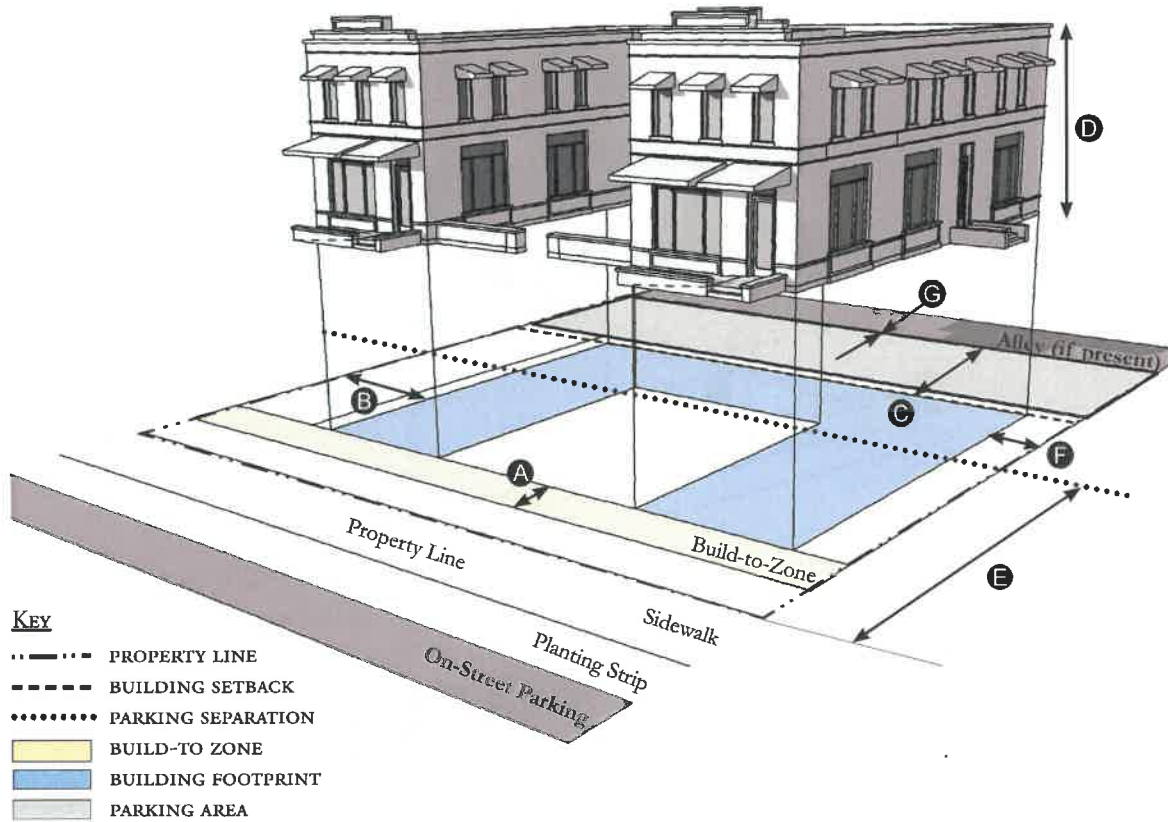 D
G
Alley (if present)
B
C
F
A
Build-to-Zone
Property Line
E
Sidewalk
Planting Strip
On-Street Parking
KEY
PROPERTY LINE
BUILDING SETBACK
PARKING SEPARATION
BUILD-TO ZONE
BUILDING FOOTPRINT
PARKING AREA